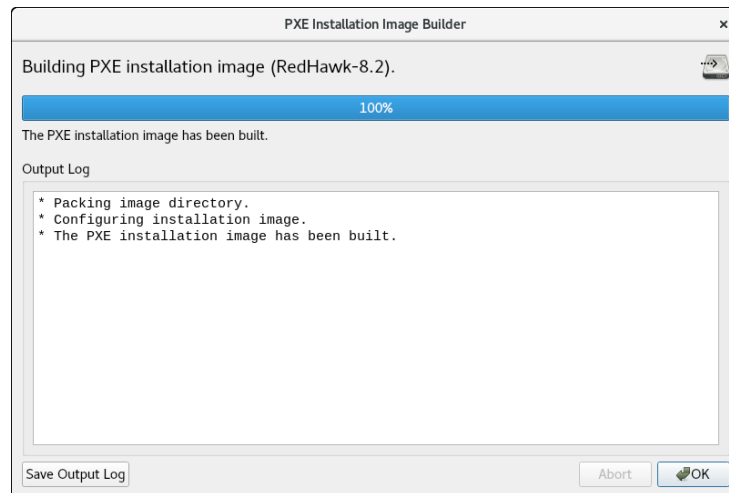 PXE Installation Image Builder
Building PXE installation image (RedHawk-8.2).
100%
The PXE installation image has been built.
Output Log
* Packing image directory.
* Configuring installation image.
* The PXE installation image has been built.
Save Output Log
Abort
OK